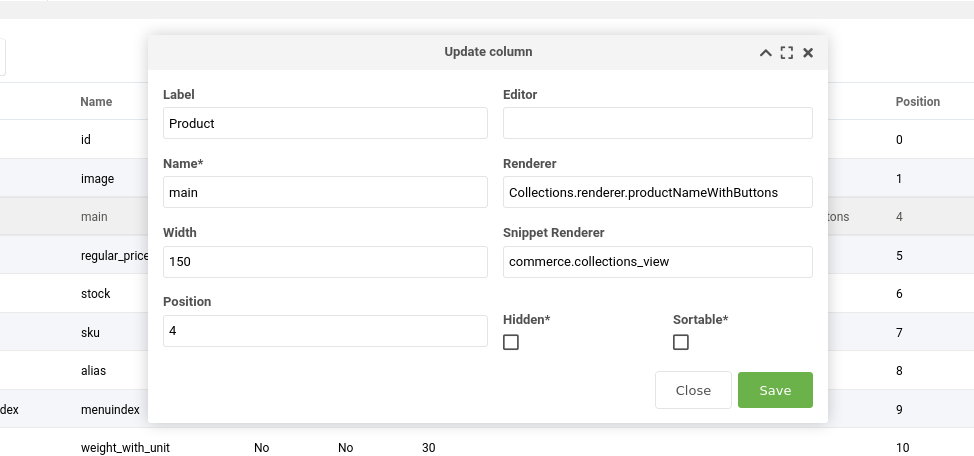 Update column
Name
Position
id
0
image
1
main
tons
4
regular_price
5
stock
6
sku
7
alias
8
dex
menuindex
9
weight_with_unit
No
No
30
10
Label
Product
Editor
Name*
main
Renderer
Collections.renderer.productNameWithButtons
Width
150
Snippet Renderer
commerce.collections_view
Position
4
Hidden*
Sortable*
Close
Save